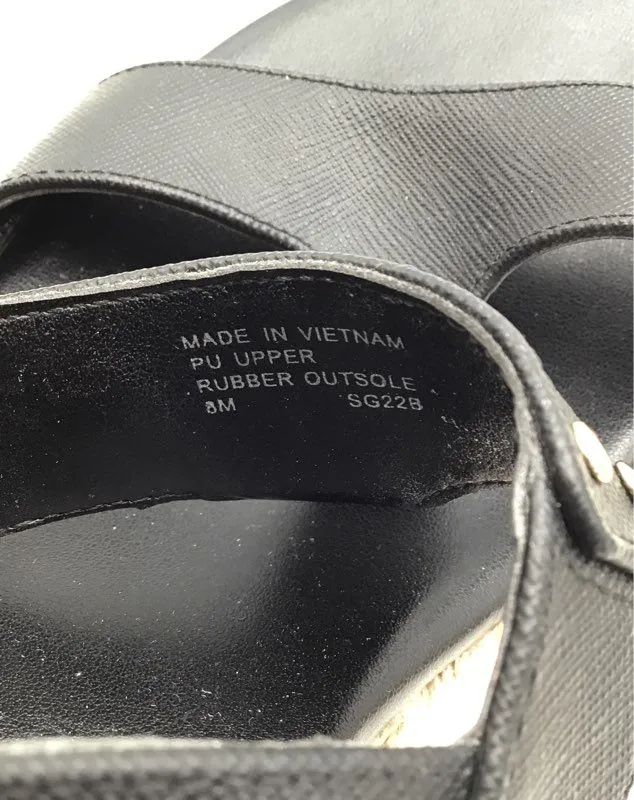 MADE IN VIETNAM
PU UPPER
RUBBER OUTSOLE
8M SG22B